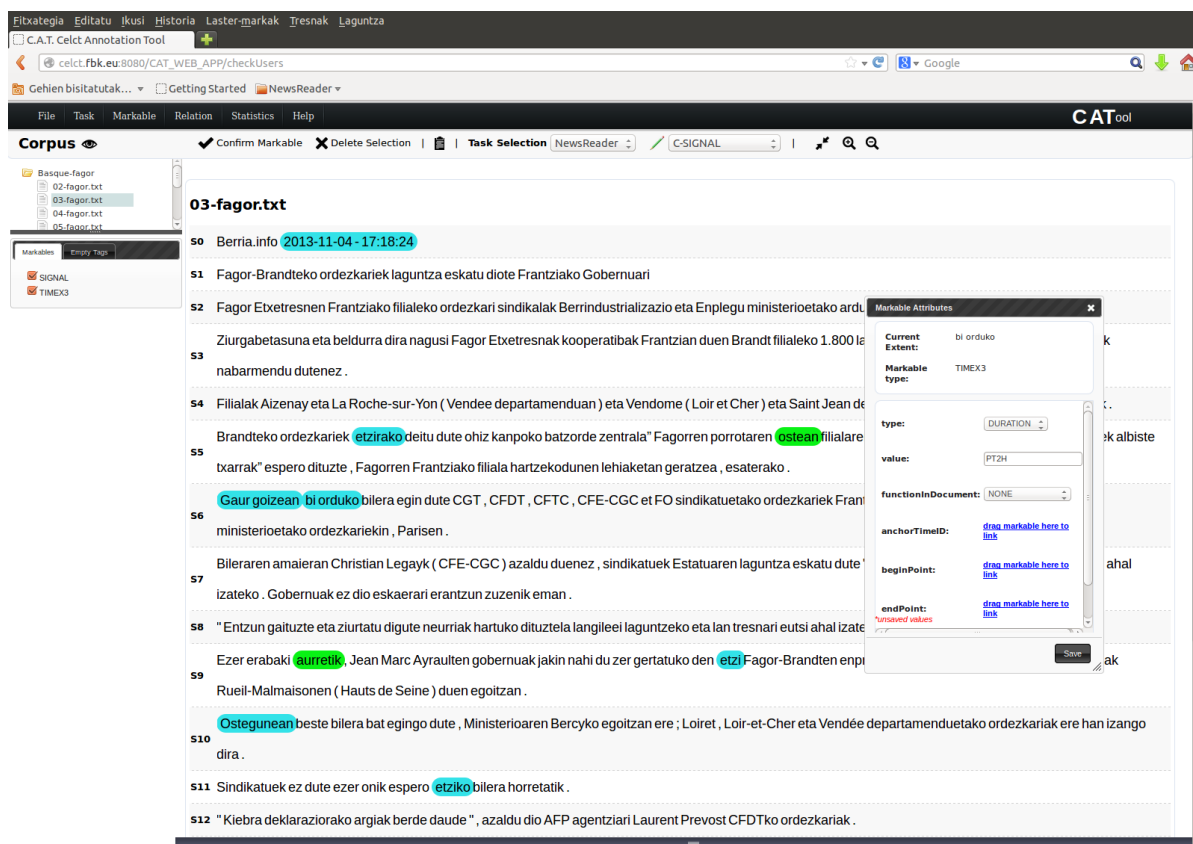 Fitxategia Editatu Ikusi Historia Laster-markak Tresnak Laguntza
C.A.T. Celct Annotation Tool
celct.fbk.eu:8080/CAT_WEB_APP/checkUsers
Google
Gehien bisitatutak... Getting Started NewsReader
File Task Markable Relation Statistics Help
CATool
Corpus
Confirm Markable Delete Selection | | Task Selection NewsReader C-SIGNAL |
Basque-fagor
02-fagor.txt
03-fagor.txt
04-fagor.txt
05-fagor.txt
Markables Empty Tags
SIGNAL
TIMEX3
03-fagor.txt
S0 Berria.info 2013-11-04 - 17:18:24
S1 Fagor-Brandteko ordezkariek laguntza eskatu diote Frantziako Gobernuari
S2 Fagor Etxetresnen Frantziako filialeko ordezkari sindikalak Berrindustrializazio eta Enplegu ministerioetako ardu
S3 Ziurgabetasuna eta beldurra dira nagusi Fagor Etxetresnak kooperatibak Frantzian duen Brandt filialeko 1.800 la k
nabarmendu dutenez .
S4 Filialak Aizenay eta La Roche-sur-Yon ( Vendee departamenduan ) eta Vendome ( Loir et Cher ) eta Saint Jean de .
S5 Brandteko ordezkariek etzirako deitu dute ohiz kanpoko batzorde zentrala" Fagorren porrotaren ostean filialare ek albiste
txarrak" espero dituzte , Fagorren Frantziako filiala hartzekodunen lehiaketan geratzea , esaterako .
S6 Gaur goizean bi orduko bilera egin dute CGT , CFDT , CFTC , CFE-CGC et FO sindikatuetako ordezkariek Fran
ministerioetako ordezkariekin , Parisen .
S7 Bileraren amaieran Christian Legayk ( CFE-CGC ) azaldu duenez , sindikatuek Estatuaren laguntza eskatu dute " ahal
izateko . Gobernuak ez dio eskaerari erantzun zuzenik eman .
S8 " Entzun gaituzte eta ziurtatu digute neurriak hartuko dituztela langileei laguntzeko eta lan tresnari eutsi ahal izate
S9 Ezer erabaki aurretik , Jean Marc Ayraulten gobernuak jakin nahi du zer gertatuko den etzi Fagor-Brandten enpr ak
Rueil-Malmaisonen ( Hauts de Seine ) duen egoitzan .
S10 Ostegunean beste bilera bat egingo dute , Ministerioaren Bercyko egoitzan ere ; Loiret , Loir-et-Cher eta Vendée departamenduetako ordezkariak ere han izango
dira .
S11 Sindikatuek ez dute ezer onik espero etziko bilera horretatik .
S12 " Kiebra deklaraziorako argiak berde daude " , azaldu dio AFP agentziari Laurent Prevost CFDTko ordezkariak .
Markable Attributes
Current Extent: bi orduko
Markable type: TIMEX3
type: DURATION
value: PT2H
functionInDocument: NONE
anchorTimeID: drag markable here to link
beginPoint: drag markable here to link
endPoint: drag markable here to link
*unsaved values
Save